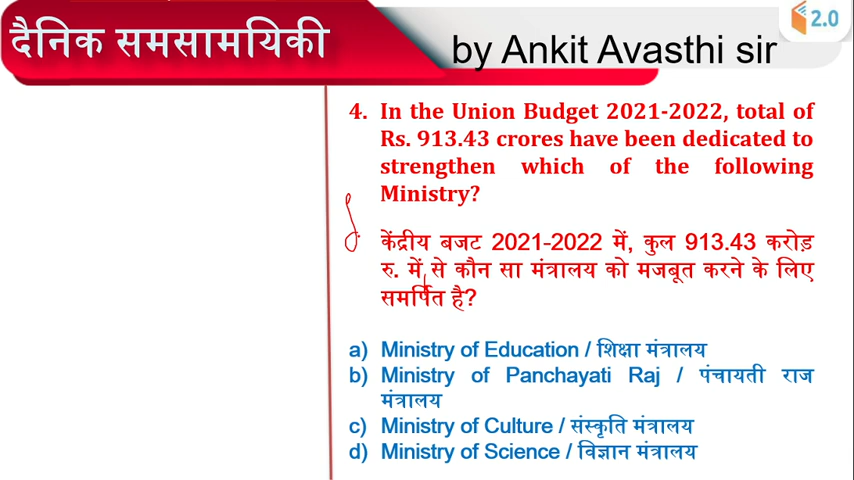 दैनिक समसामयिकी
by Ankit Avasthi sir
2.0
4. In the Union Budget 2021-2022, total of
Rs. 913.43 crores have been dedicated to
strengthen which of the following
Ministry?
केंद्रीय बजट 2021-2022 में, कुल 913.43 करोड़
रु. में से कौन सा मंत्रालय को मजबूत करने के लिए
समर्पित है?
a) Ministry of Education / शिक्षा मंत्रालय
b) Ministry of Panchayati Raj / पंचायती राज
मंत्रालय
c) Ministry of Culture / संस्कृति मंत्रालय
d) Ministry of Science / विज्ञान मंत्रालय